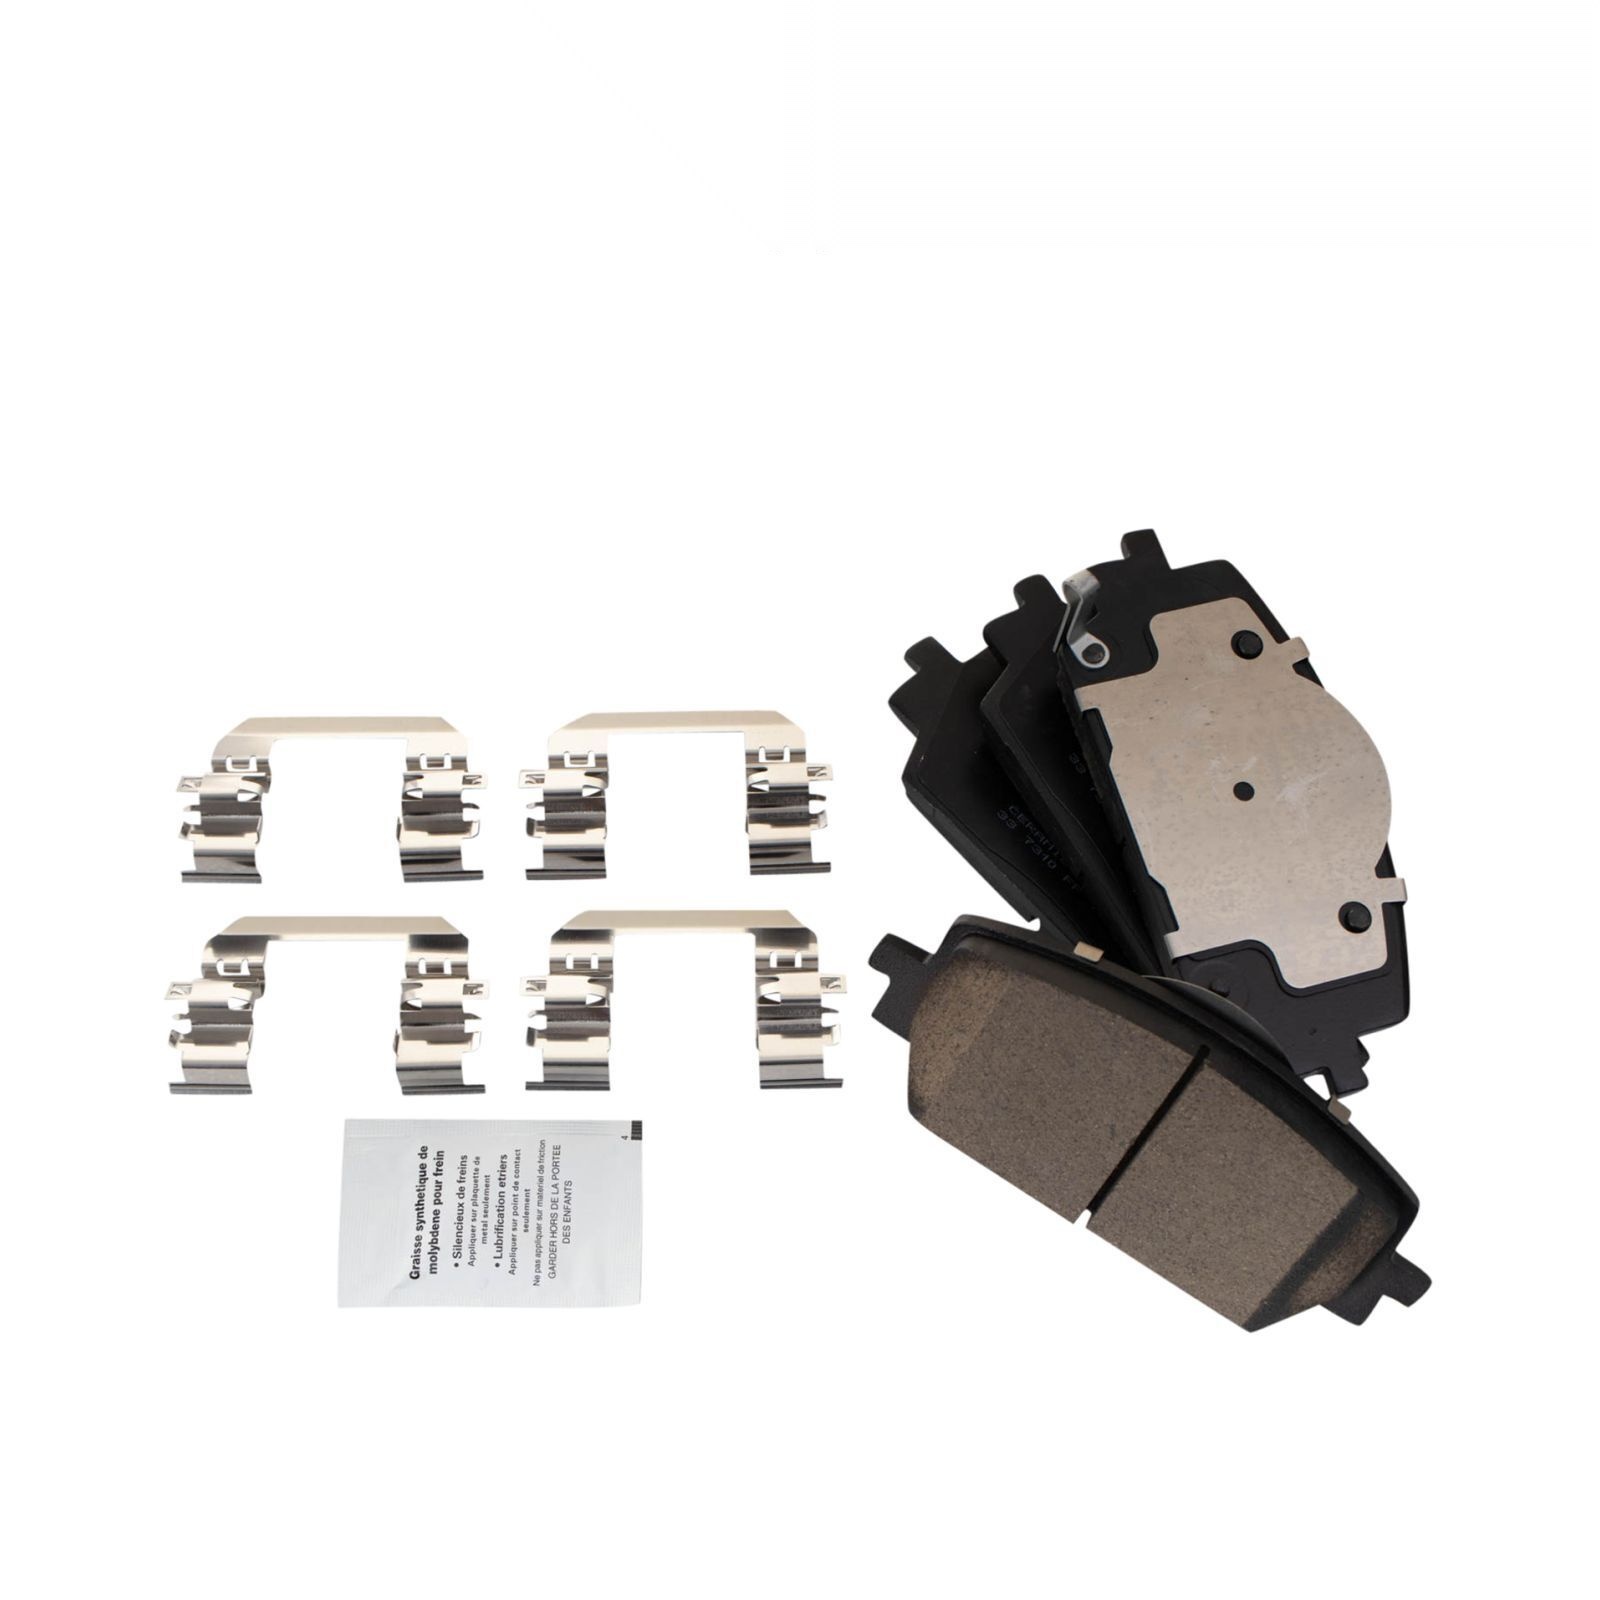 Graisse synthetique de
molybdene pour frein
• Silencieux de freins
Appliquer sur plaquette de
metal seulement
• Lubrification etriers
Appliquer sur point de contact
seulement
Ne pas appliquer sur materiel de friction
GARDER HORS DE LA PORTEE
DES ENFANTS
4
33
33 7310